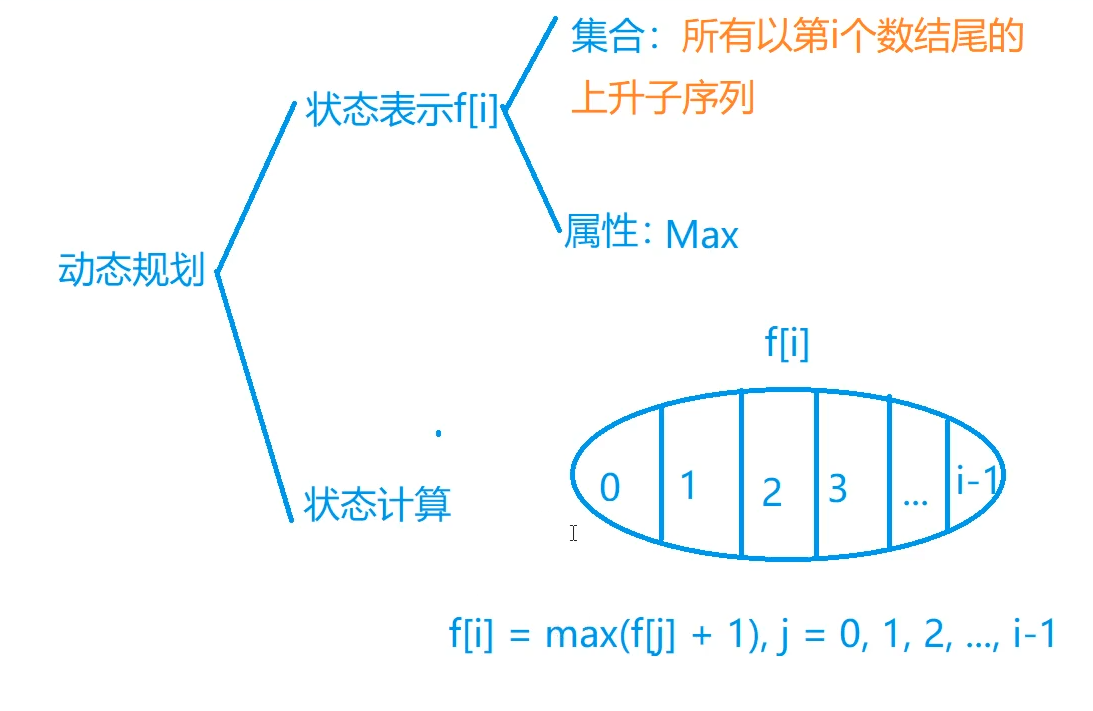 集合：所有以第i个数结尾的
上升子序列
状态表示f[i]
属性：Max
动态规划
f[i]
0 1 2 3 ... i-1
状态计算
f[i] = max(f[j] + 1), j = 0, 1, 2, ..., i-1